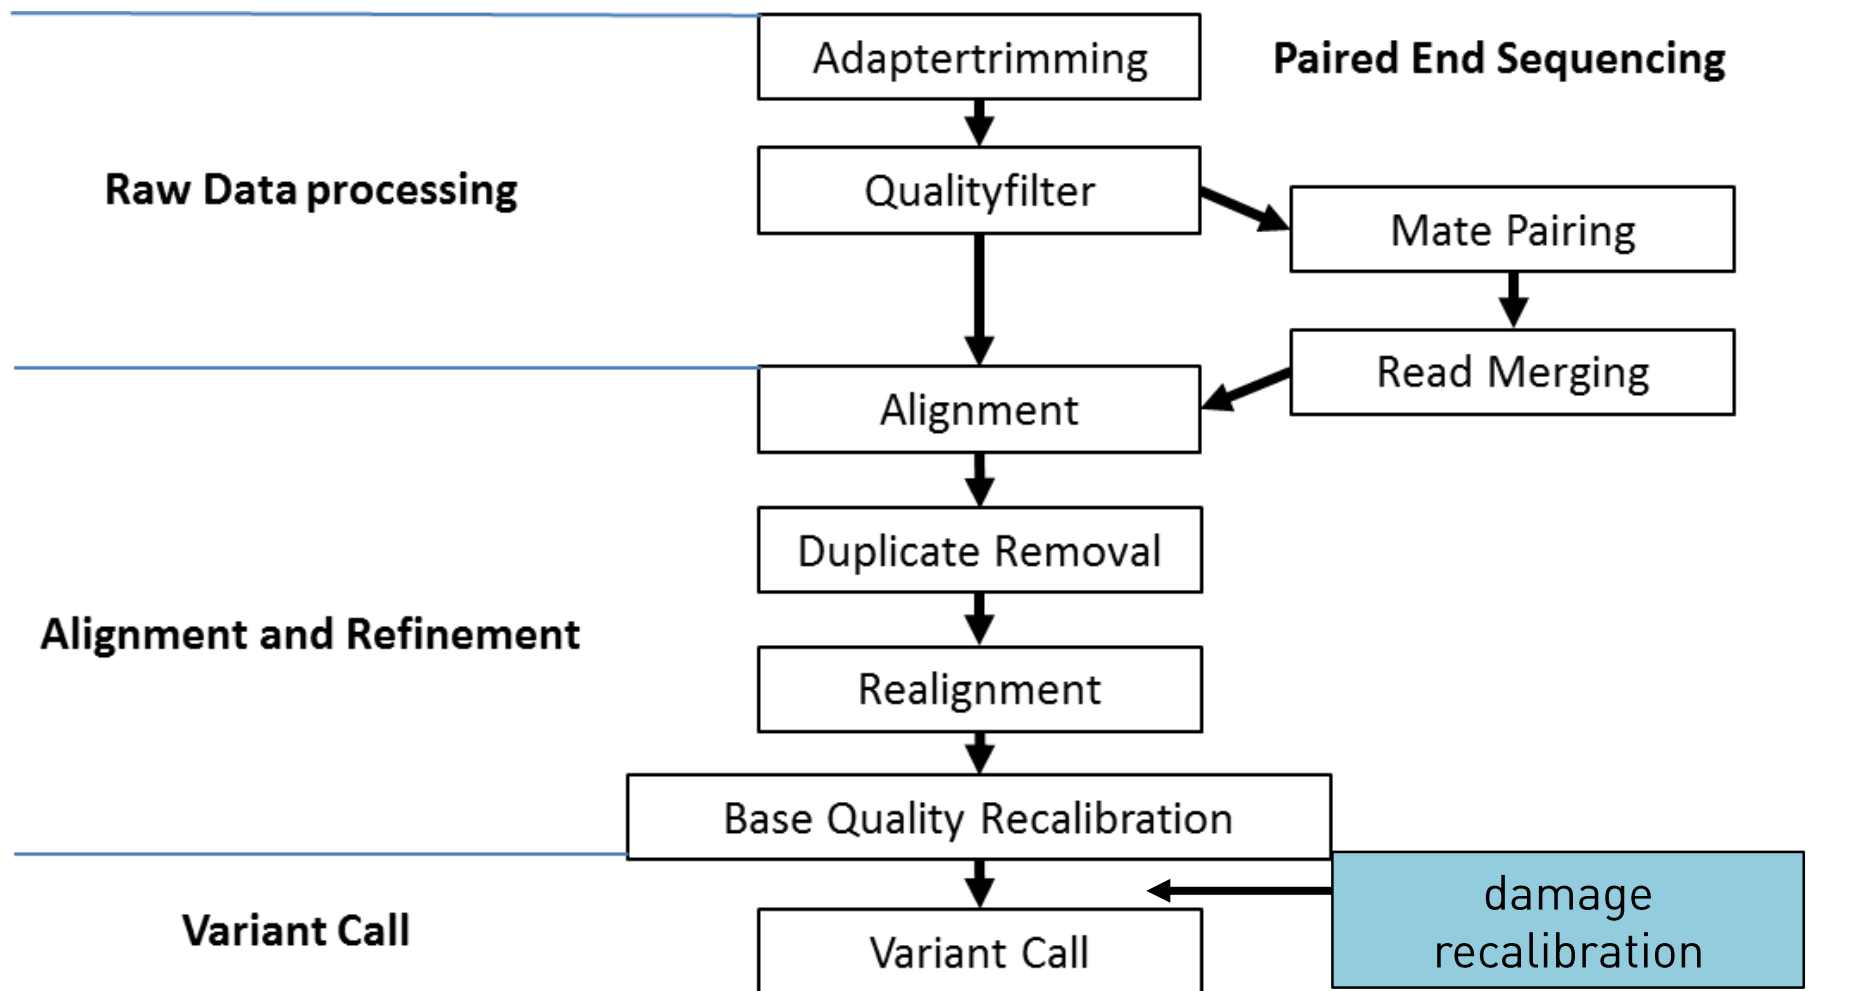 Adaptertrimming
Paired End Sequencing
Raw Data processing
Qualityfilter
Mate Pairing
Read Merging
Alignment
Duplicate Removal
Alignment and Refinement
Realignment
Base Quality Recalibration
damage
recalibration
Variant Call
Variant Call